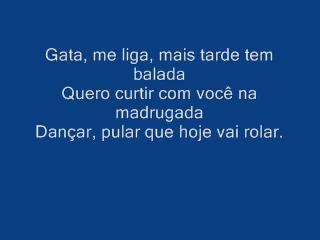 Gata, me liga, mais tarde tem
balada
Quero curtir com você na
madrugada
Dançar, pular que hoje vai rolar.